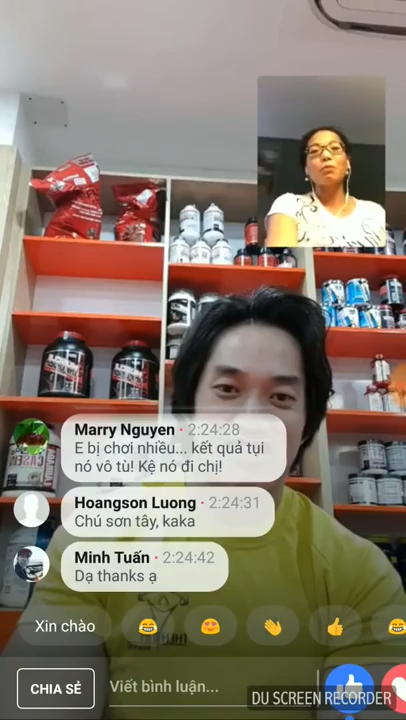 Marry Nguyen · 2:24:28
E bị chơi nhiều... kết quả tụi
nó vô tù! Kệ nó đi chị!
Hoangson Luong · 2:24:31
Chú sơn tây, kaka
Minh Tuấn · 2:24:42
Dạ thanks ạ
Xin chào
CHIA SẺ
Viết bình luận...
DU SCREEN RECORDER